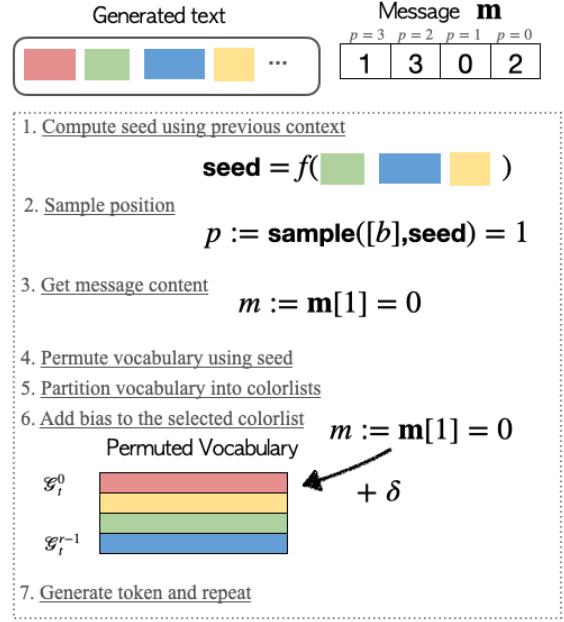 Generated text
Message m
p = 3 p = 2 p = 1 p = 0
1 3 0 2
...
1. Compute seed using previous context
seed = f( )
2. Sample position
p := sample([b],seed) = 1
3. Get message content
m := m[1] = 0
4. Permute vocabulary using seed
5. Partition vocabulary into colorlists
6. Add bias to the selected colorlist
m := m[1] = 0
Permuted Vocabulary
𝒢ₜ⁰
+ δ
𝒢ₜʳ⁻¹
7. Generate token and repeat